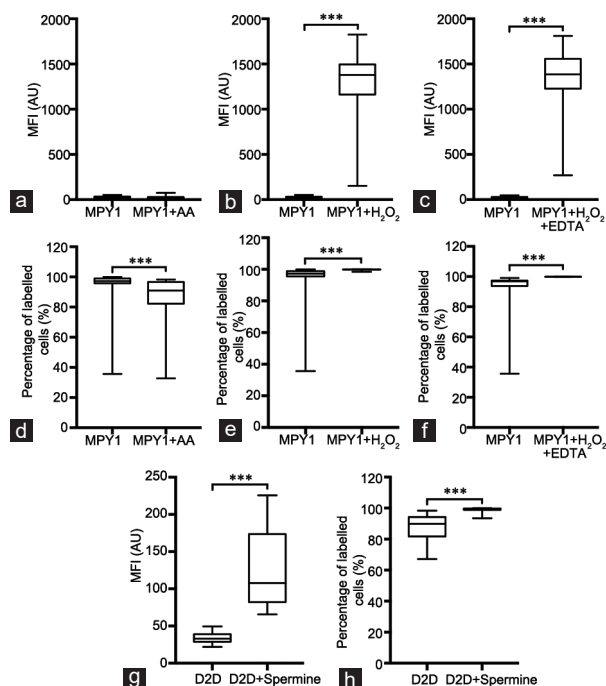 MFI (AU)
2000
1500
1000
500
0
MPY1
MPY1+AA
a
MFI (AU)
2000
1500
1000
500
0
***
MPY1
MPY1+H₂O₂
b
MFI (AU)
2000
1500
1000
500
0
***
MPY1
MPY1+H₂O₂
+EDTA
c
Percentage of labelled
cells (%)
120
100
80
60
40
20
0
***
MPY1
MPY1+AA
d
Percentage of labelled
cells (%)
120
100
80
60
40
20
0
***
MPY1
MPY1+H₂O₂
e
Percentage of labelled
cells (%)
120
100
80
60
40
20
0
***
MPY1
MPY1+H₂O₂
+EDTA
f
MFI (AU)
250
200
150
100
50
0
***
D2D
D2D+Spermine
g
Percentage of labelled
cells (%)
120
100
80
60
40
20
0
***
D2D
D2D+Spermine
h